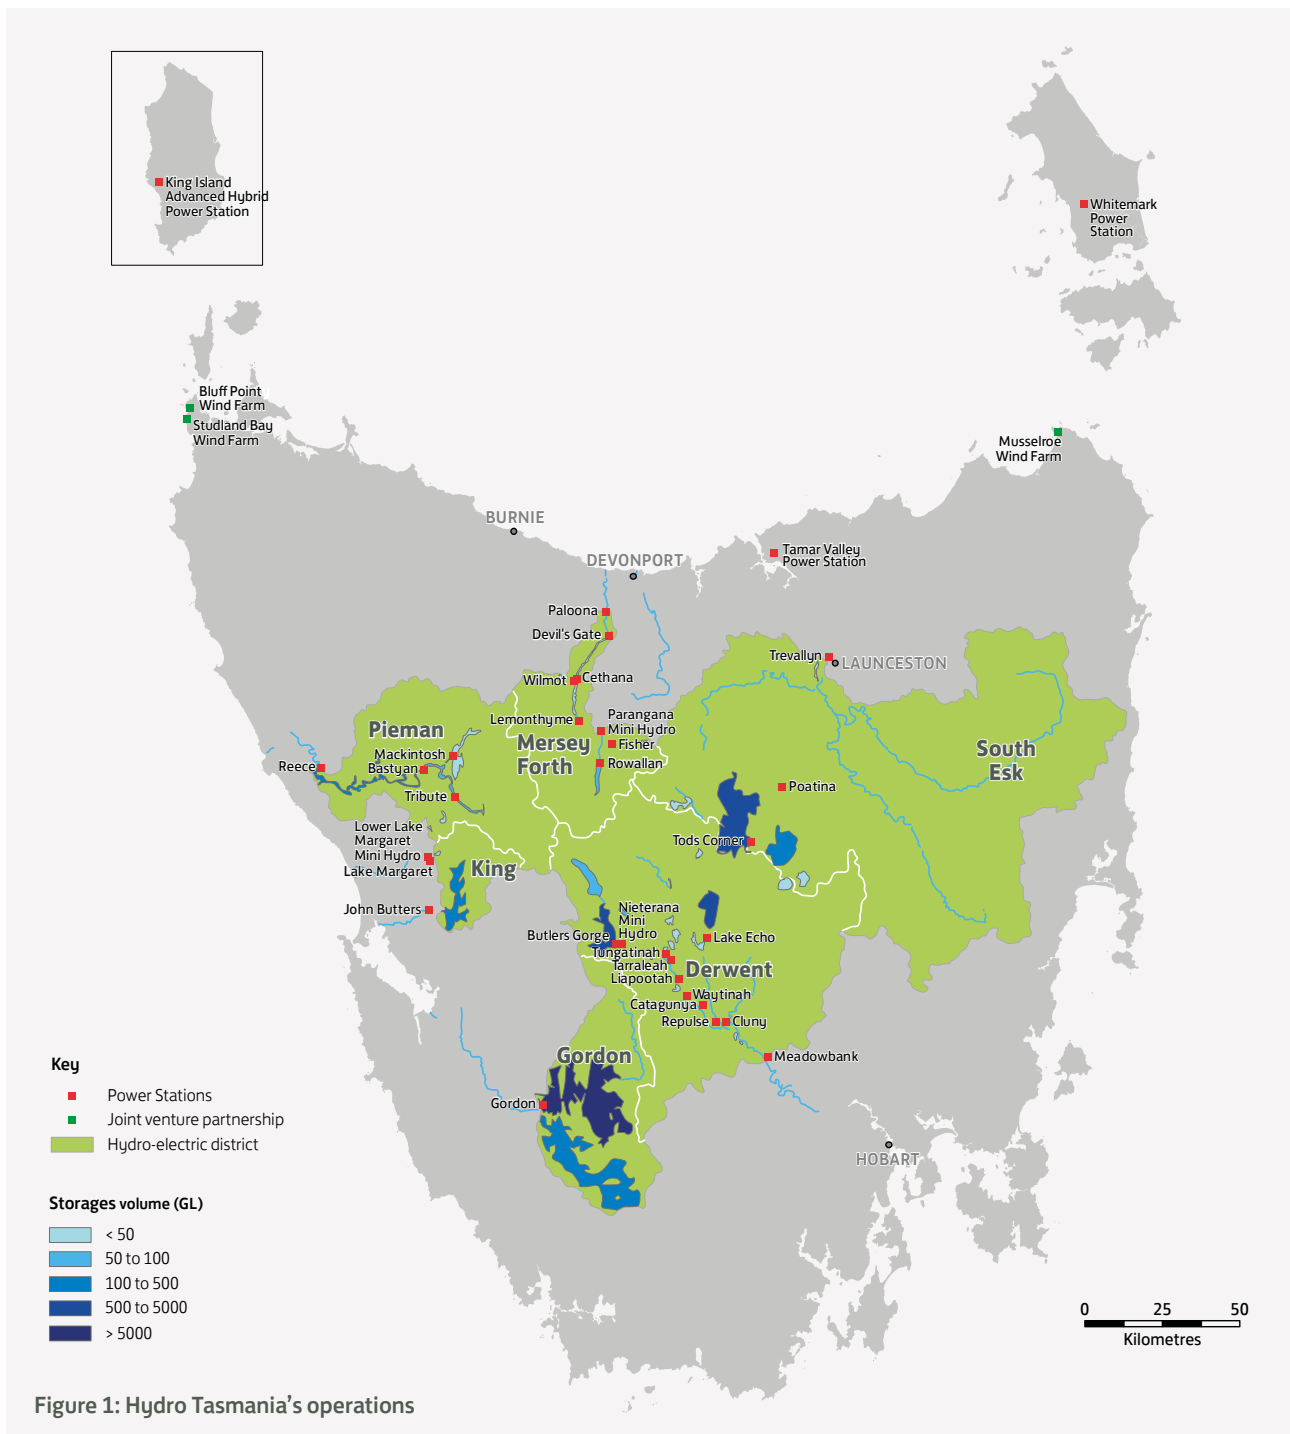 King Island
Advanced Hybrid
Power Station
Whitemark
Power
Station
Bluff Point
Wind Farm
Studland Bay
Wind Farm
Musselroe
Wind Farm
BURNIE
DEVONPORT
Tamar Valley
Power Station
Paloona
Devil's Gate
Trevallyn
LAUNCESTON
Wilmot
Cethana
Lemonthyme
Parangana
Mini Hydro
Fisher
Rowallan
Pieman
Mersey
Forth
South
Esk
Mackintosh
Bastyan
Reece
Tribute
Poatina
Tods Corner
Lower Lake
Margaret
Mini Hydro
Lake Margaret
King
John Butters
Nieterana
Mini
Hydro
Butlers Gorge
Lake Echo
Tungatinah
Tarraleah
Liapootah
Derwent
Waytinah
Catagunya
Repulse
Cluny
Gordon
Meadowbank
Gordon
HOBART
Key
Power Stations
Joint venture partnership
Hydro-electric district
Storages volume (GL)
< 50
50 to 100
100 to 500
500 to 5000
> 5000
0 25 50
Kilometres
Figure 1: Hydro Tasmania's operations